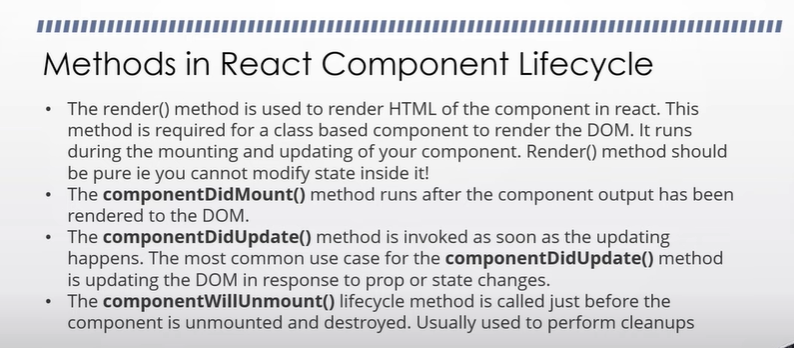 Methods in React Component Lifecycle
• The render() method is used to render HTML of the component in react. This
method is required for a class based component to render the DOM. It runs
during the mounting and updating of your component. Render() method should
be pure ie you cannot modify state inside it!
• The componentDidMount() method runs after the component output has been
rendered to the DOM.
• The componentDidUpdate() method is invoked as soon as the updating
happens. The most common use case for the componentDidUpdate() method
is updating the DOM in response to prop or state changes.
• The componentWillUnmount() lifecycle method is called just before the
component is unmounted and destroyed. Usually used to perform cleanups